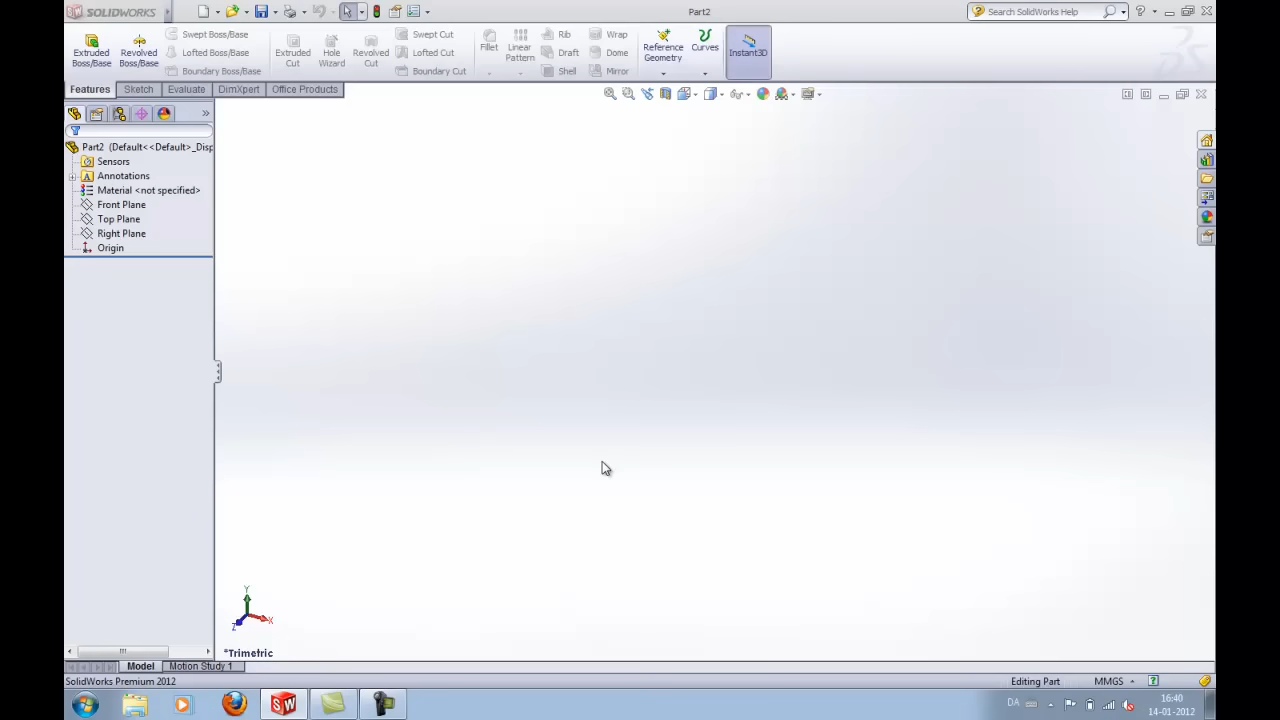 SOLIDWORKS
Part2
Search SolidWorks Help
Extruded Boss/Base
Revolved Boss/Base
Swept Boss/Base
Lofted Boss/Base
Boundary Boss/Base
Extruded Cut
Hole Wizard
Revolved Cut
Swept Cut
Lofted Cut
Boundary Cut
Fillet
Linear Pattern
Rib
Draft
Shell
Wrap
Dome
Mirror
Reference Geometry
Curves
Instant3D
Features
Sketch
Evaluate
DimXpert
Office Products
Part2 (Default<<Default>_Disp
Sensors
Annotations
Material <not specified>
Front Plane
Top Plane
Right Plane
Origin
Y
X
Z
*Trimetric
Model
Motion Study 1
SolidWorks Premium 2012
Editing Part
MMGS
DA
16:40
14-01-2012